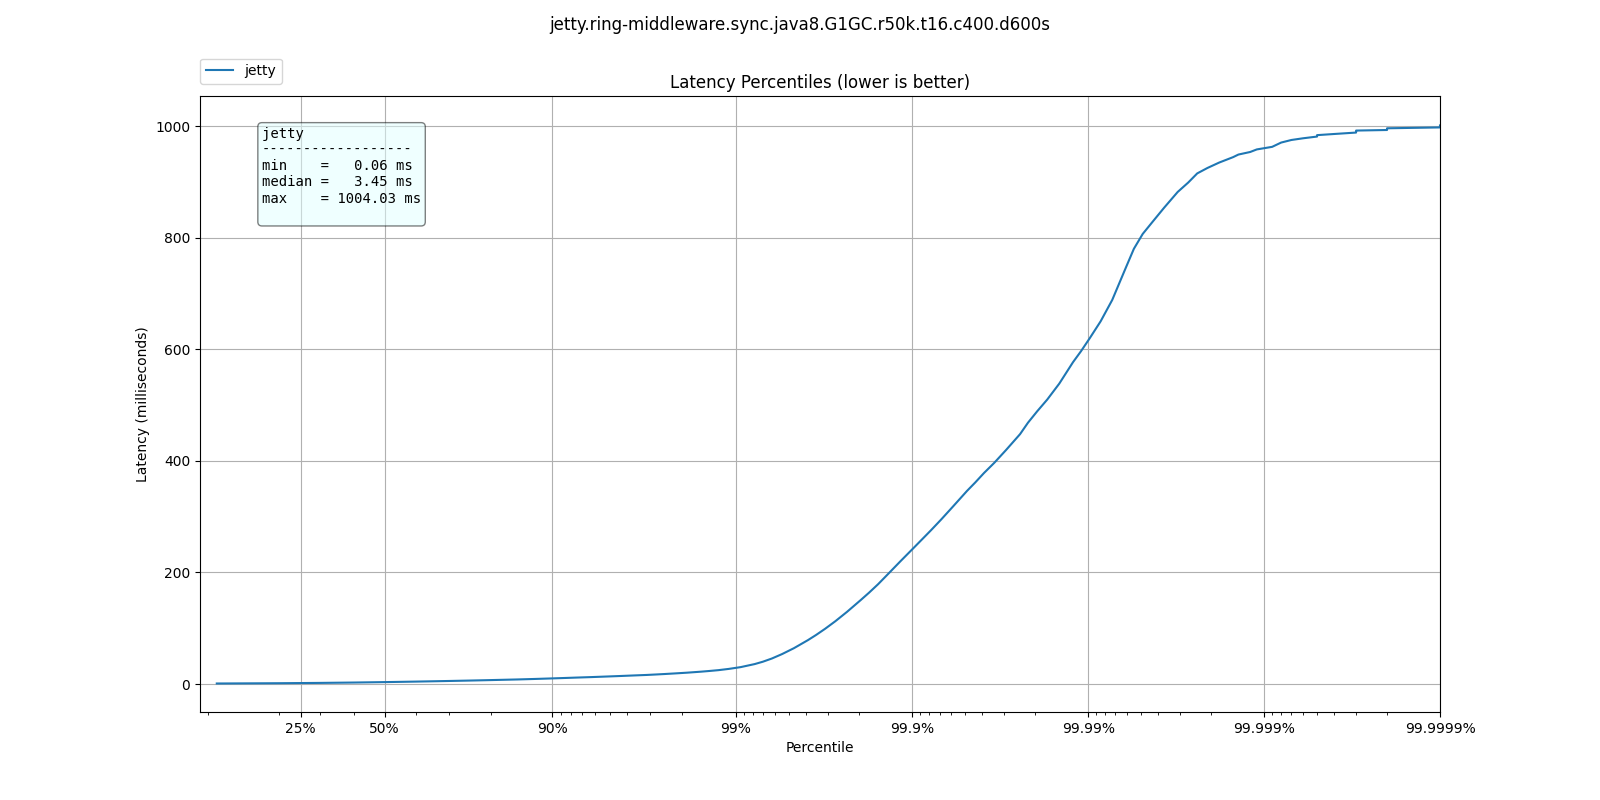 jetty.ring-middleware.sync.java8.G1GC.r50k.t16.c400.d600s
jetty
Latency Percentiles (lower is better)
jetty
------------------
min    =   0.06 ms
median =   3.45 ms
max    = 1004.03 ms
1000
800
600
400
200
0
Latency (milliseconds)
25% 50% 90% 99% 99.9% 99.99% 99.999% 99.9999%
Percentile